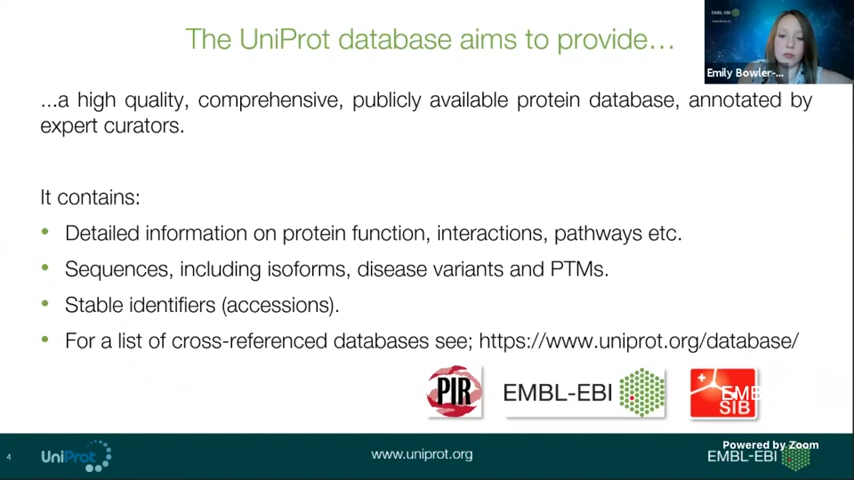 The UniProt database aims to provide…
EMBL-EBI
Emily Bowler-...
...a high quality, comprehensive, publicly available protein database, annotated by
expert curators.
It contains:
• Detailed information on protein function, interactions, pathways etc.
• Sequences, including isoforms, disease variants and PTMs.
• Stable identifiers (accessions).
• For a list of cross-referenced databases see; https://www.uniprot.org/database/
PIR
EMBL-EBI
EMB
SIB
Powered by Zoom
4
UniProt
www.uniprot.org
EMBL-EBI